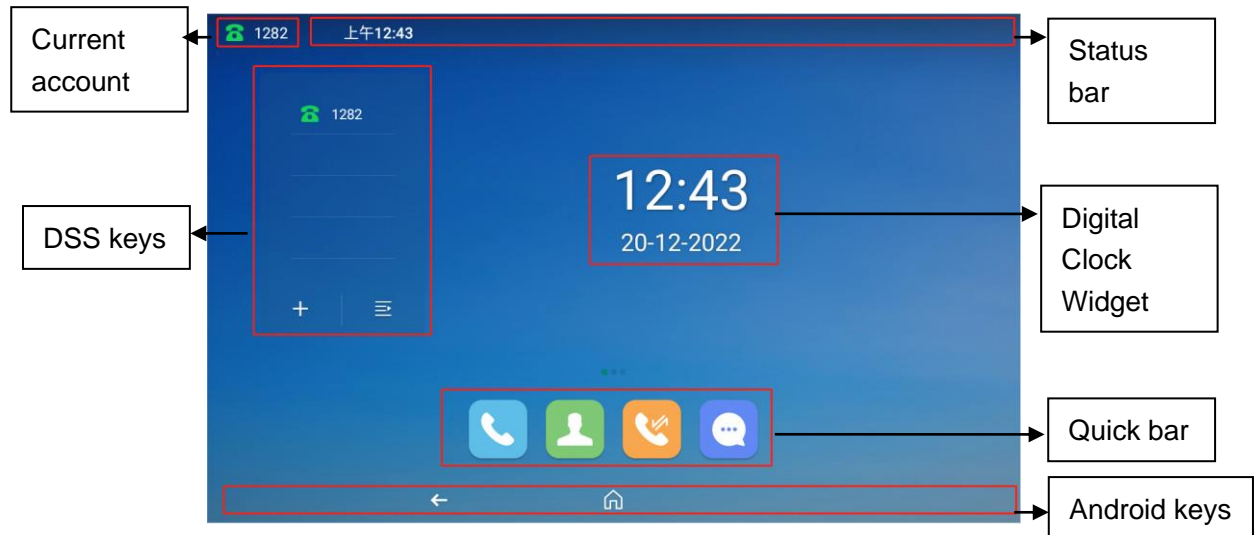 Current
account
1282
上午12:43
Status
bar
1282
DSS keys
12:43
20-12-2022
Digital
Clock
Widget
Quick bar
Android keys